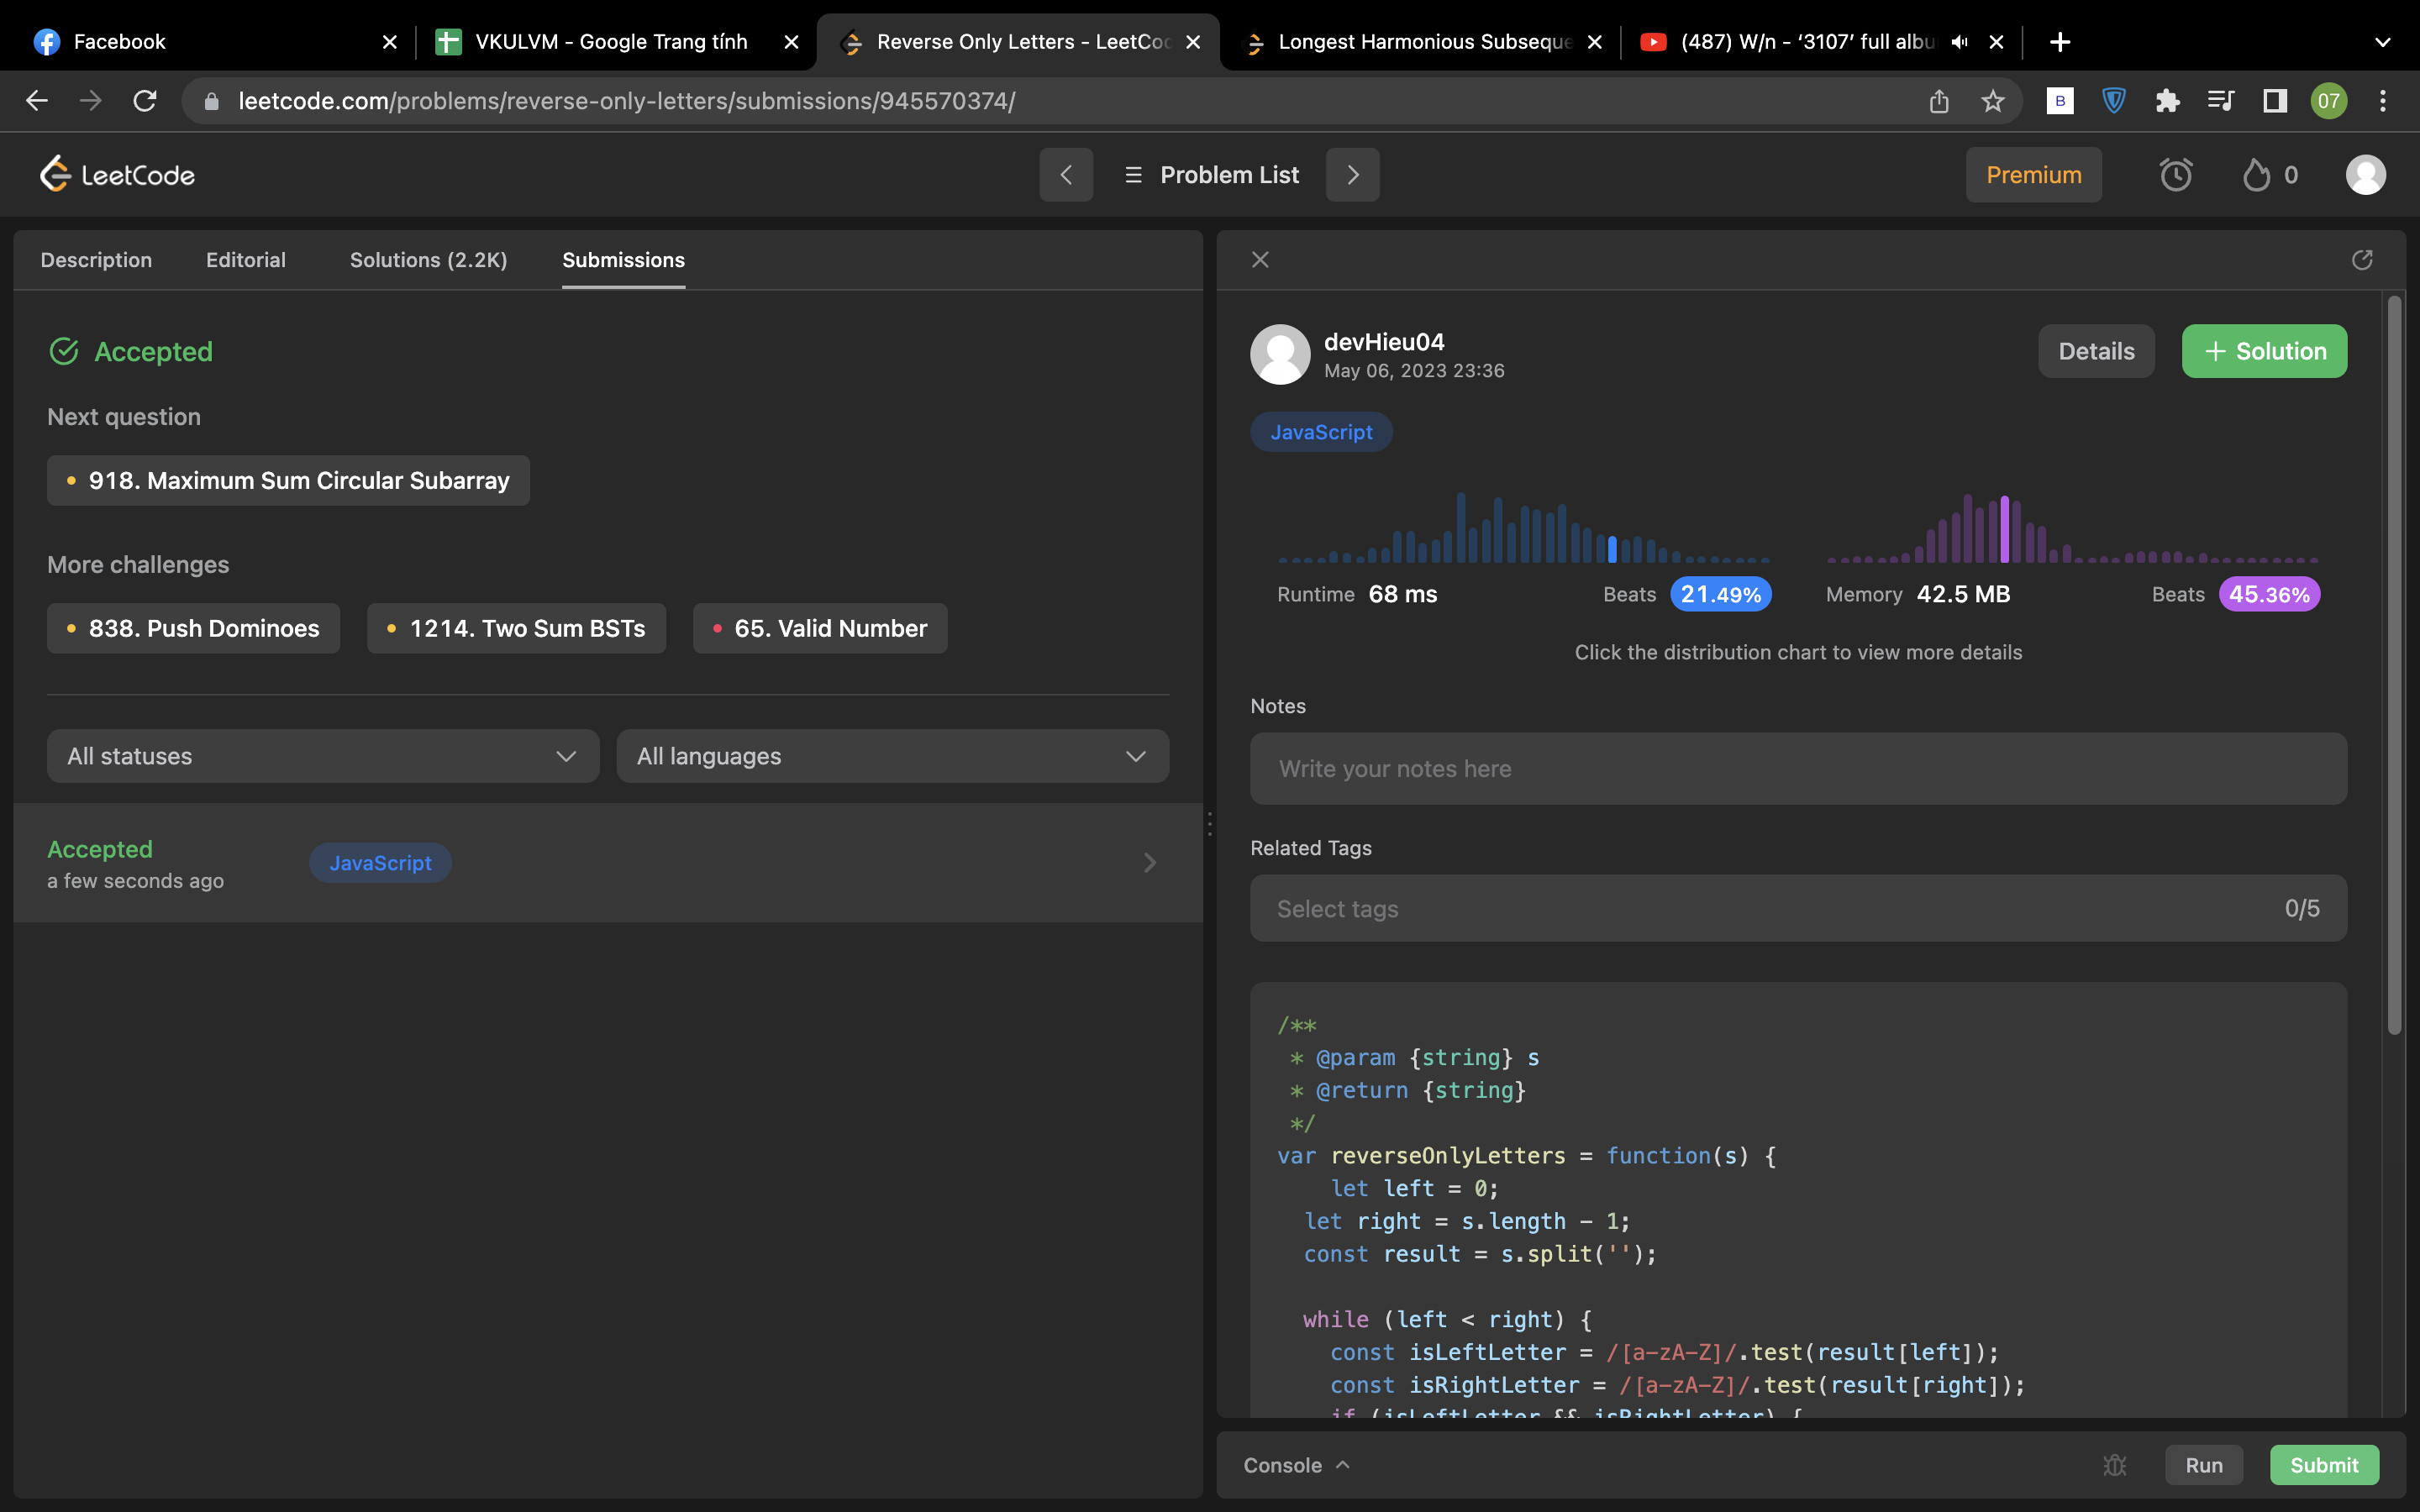 Facebook
VKULVM - Google Trang tính
Reverse Only Letters - LeetCoc
Longest Harmonious Subseque
(487) W/n - ‘3107’ full albu
leetcode.com/problems/reverse-only-letters/submissions/945570374/
B
07
LeetCode
Problem List
Premium
0
Description
Editorial
Solutions (2.2K)
Submissions
Accepted
Next question
918. Maximum Sum Circular Subarray
More challenges
838. Push Dominoes
1214. Two Sum BSTs
65. Valid Number
All statuses
All languages
Accepted
a few seconds ago
JavaScript
devHieu04
May 06, 2023 23:36
Details
+ Solution
JavaScript
Runtime 68 ms
Beats 21.49%
Memory 42.5 MB
Beats 45.36%
Click the distribution chart to view more details
Notes
Write your notes here
Related Tags
Select tags
0/5
/**
 * @param {string} s
 * @return {string}
 */
var reverseOnlyLetters = function(s) {
    let left = 0;
  let right = s.length - 1;
  const result = s.split('');
  while (left < right) {
    const isLeftLetter = /[a-zA-Z]/.test(result[left]);
    const isRightLetter = /[a-zA-Z]/.test(result[right]);
    if (isLeftLetter && isRightLetter) {
Console
Run
Submit